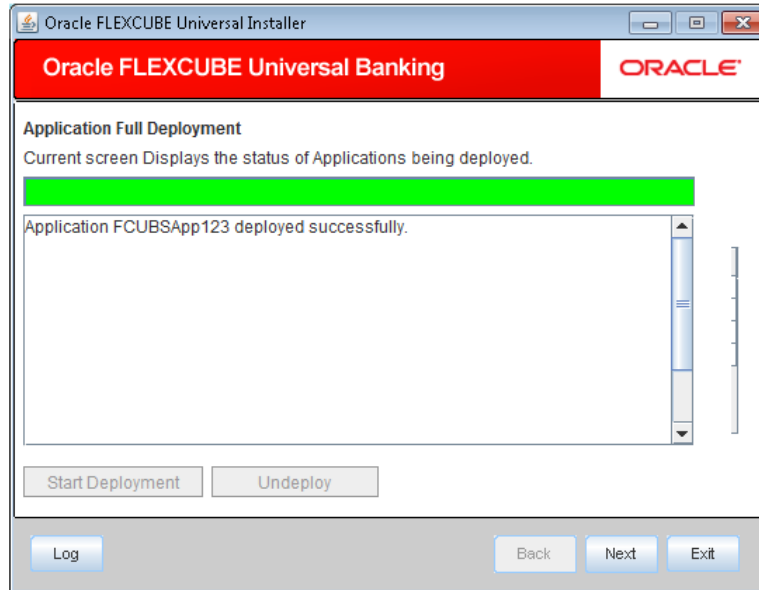 Oracle FLEXCUBE Universal Installer
Oracle FLEXCUBE Universal Banking
ORACLE
Application Full Deployment
Current screen Displays the status of Applications being deployed.
Application FCUBSApp123 deployed successfully.
Start Deployment Undeploy
Log Back Next Exit